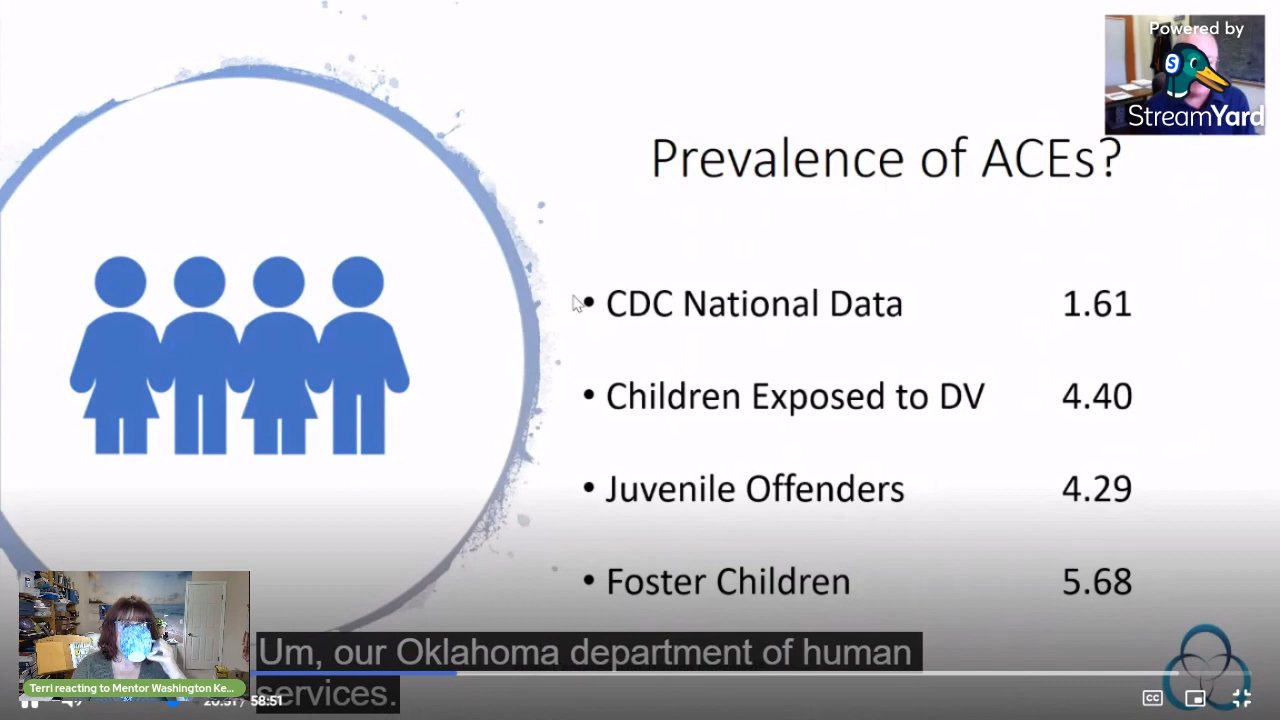 Powered by
StreamYard
Prevalence of ACEs?
• CDC National Data 1.61
• Children Exposed to DV 4.40
• Juvenile Offenders 4.29
• Foster Children 5.68
Um, our Oklahoma department of human
services.
Terri reacting to Mentor Washington Ke...
/ 58:51
CC